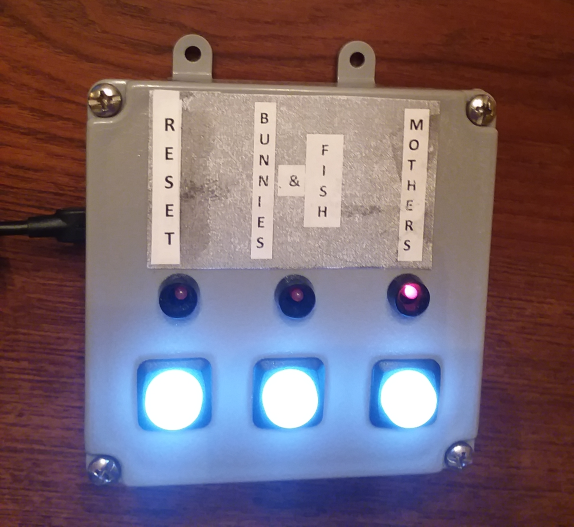 RESET
BUNNIES
&
FISH
MOTHERS